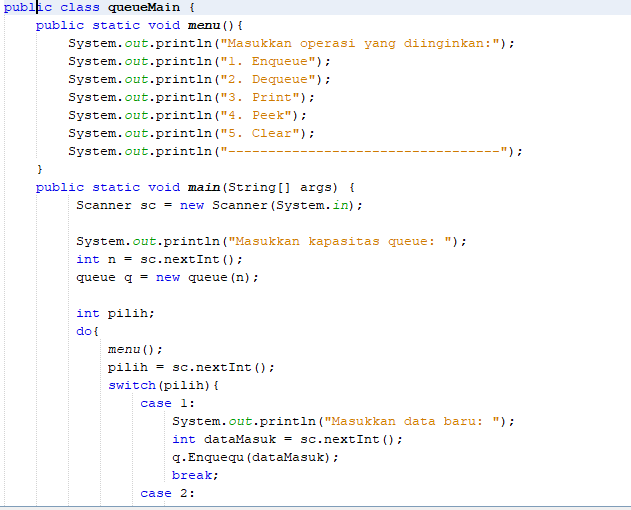 public class queueMain {
    public static void menu(){
        System.out.println("Masukkan operasi yang diinginkan:");
        System.out.println("1. Enqueue");
        System.out.println("2. Dequeue");
        System.out.println("3. Print");
        System.out.println("4. Peek");
        System.out.println("5. Clear");
        System.out.println("----------------------------------");
    }
    public static void main(String[] args) {
         Scanner sc = new Scanner(System.in);
         System.out.println("Masukkan kapasitas queue: ");
         int n = sc.nextInt();
         queue q = new queue(n);
         int pilih;
         do{
             menu();
             pilih = sc.nextInt();
             switch(pilih){
                 case 1:
                     System.out.println("Masukkan data baru: ");
                     int dataMasuk = sc.nextInt();
                     q.Enquequ(dataMasuk);
                     break;
                 case 2: